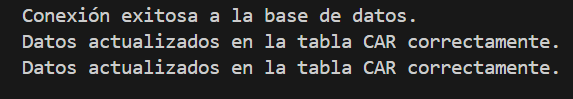 Conexión exitosa a la base de datos.
Datos actualizados en la tabla CAR correctamente.
Datos actualizados en la tabla CAR correctamente.